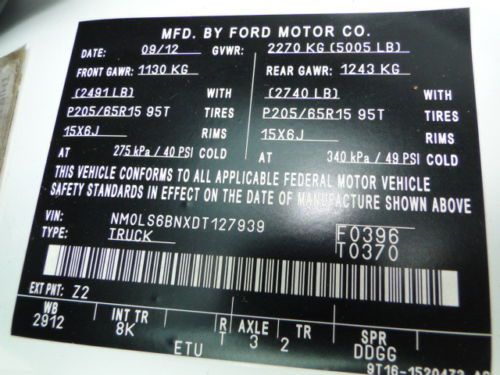 MFD. BY FORD MOTOR CO.
DATE: 09/12 GVWR: 2270 KG (5005 LB)
FRONT GAWR: 1130 KG REAR GAWR: 1243 KG
(2491 LB) WITH (2740 LB) WITH
P205/65R15 95T TIRES P205/65R15 95T TIRES
15X6J RIMS 15X6J RIMS
AT 275 kPa / 40 PSI COLD AT 340 kPa / 49 PSI COLD
THIS VEHICLE CONFORMS TO ALL APPLICABLE FEDERAL MOTOR VEHICLE
SAFETY STANDARDS IN EFFECT ON THE DATE OF MANUFACTURE SHOWN ABOVE
VIN: NM0LS6BNXDT127939 F0396
TYPE: TRUCK T0370
EXT PNT: Z2
WB INT TR R AXLE TR SPR
2912 8K T 3 2 DDGG
ETU